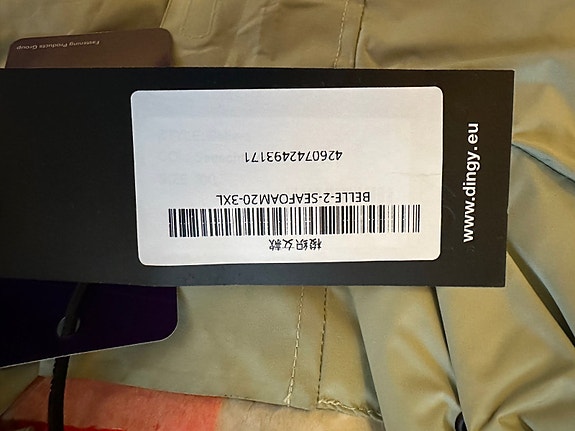 梭织女款
BELLE-2-SEAFOAM20-3XL
4260742493171
www.dingy.eu
Fastening Products Group